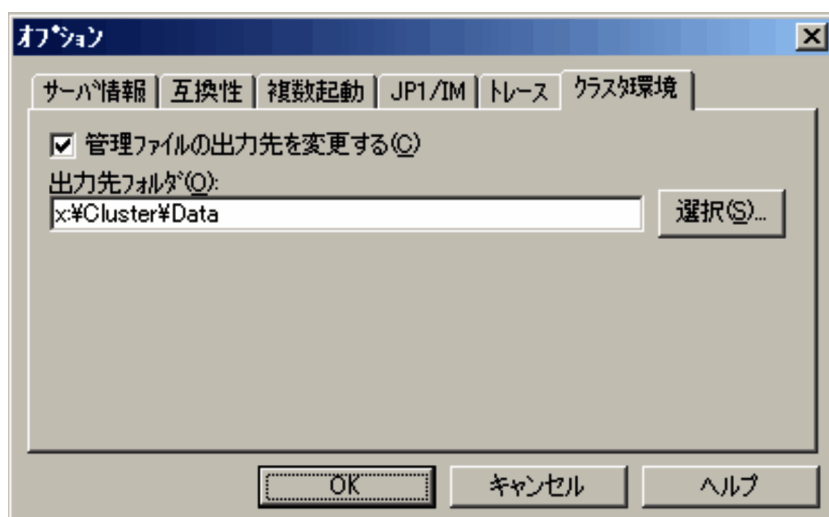 オプション
サーバ情報 互換性 複数起動 JP1/IM トレース クラスタ環境
管理ファイルの出力先を変更する(C)
出力先フォルダ(O):
x:¥Cluster¥Data 選択(S)...
OK キャンセル ヘルプ